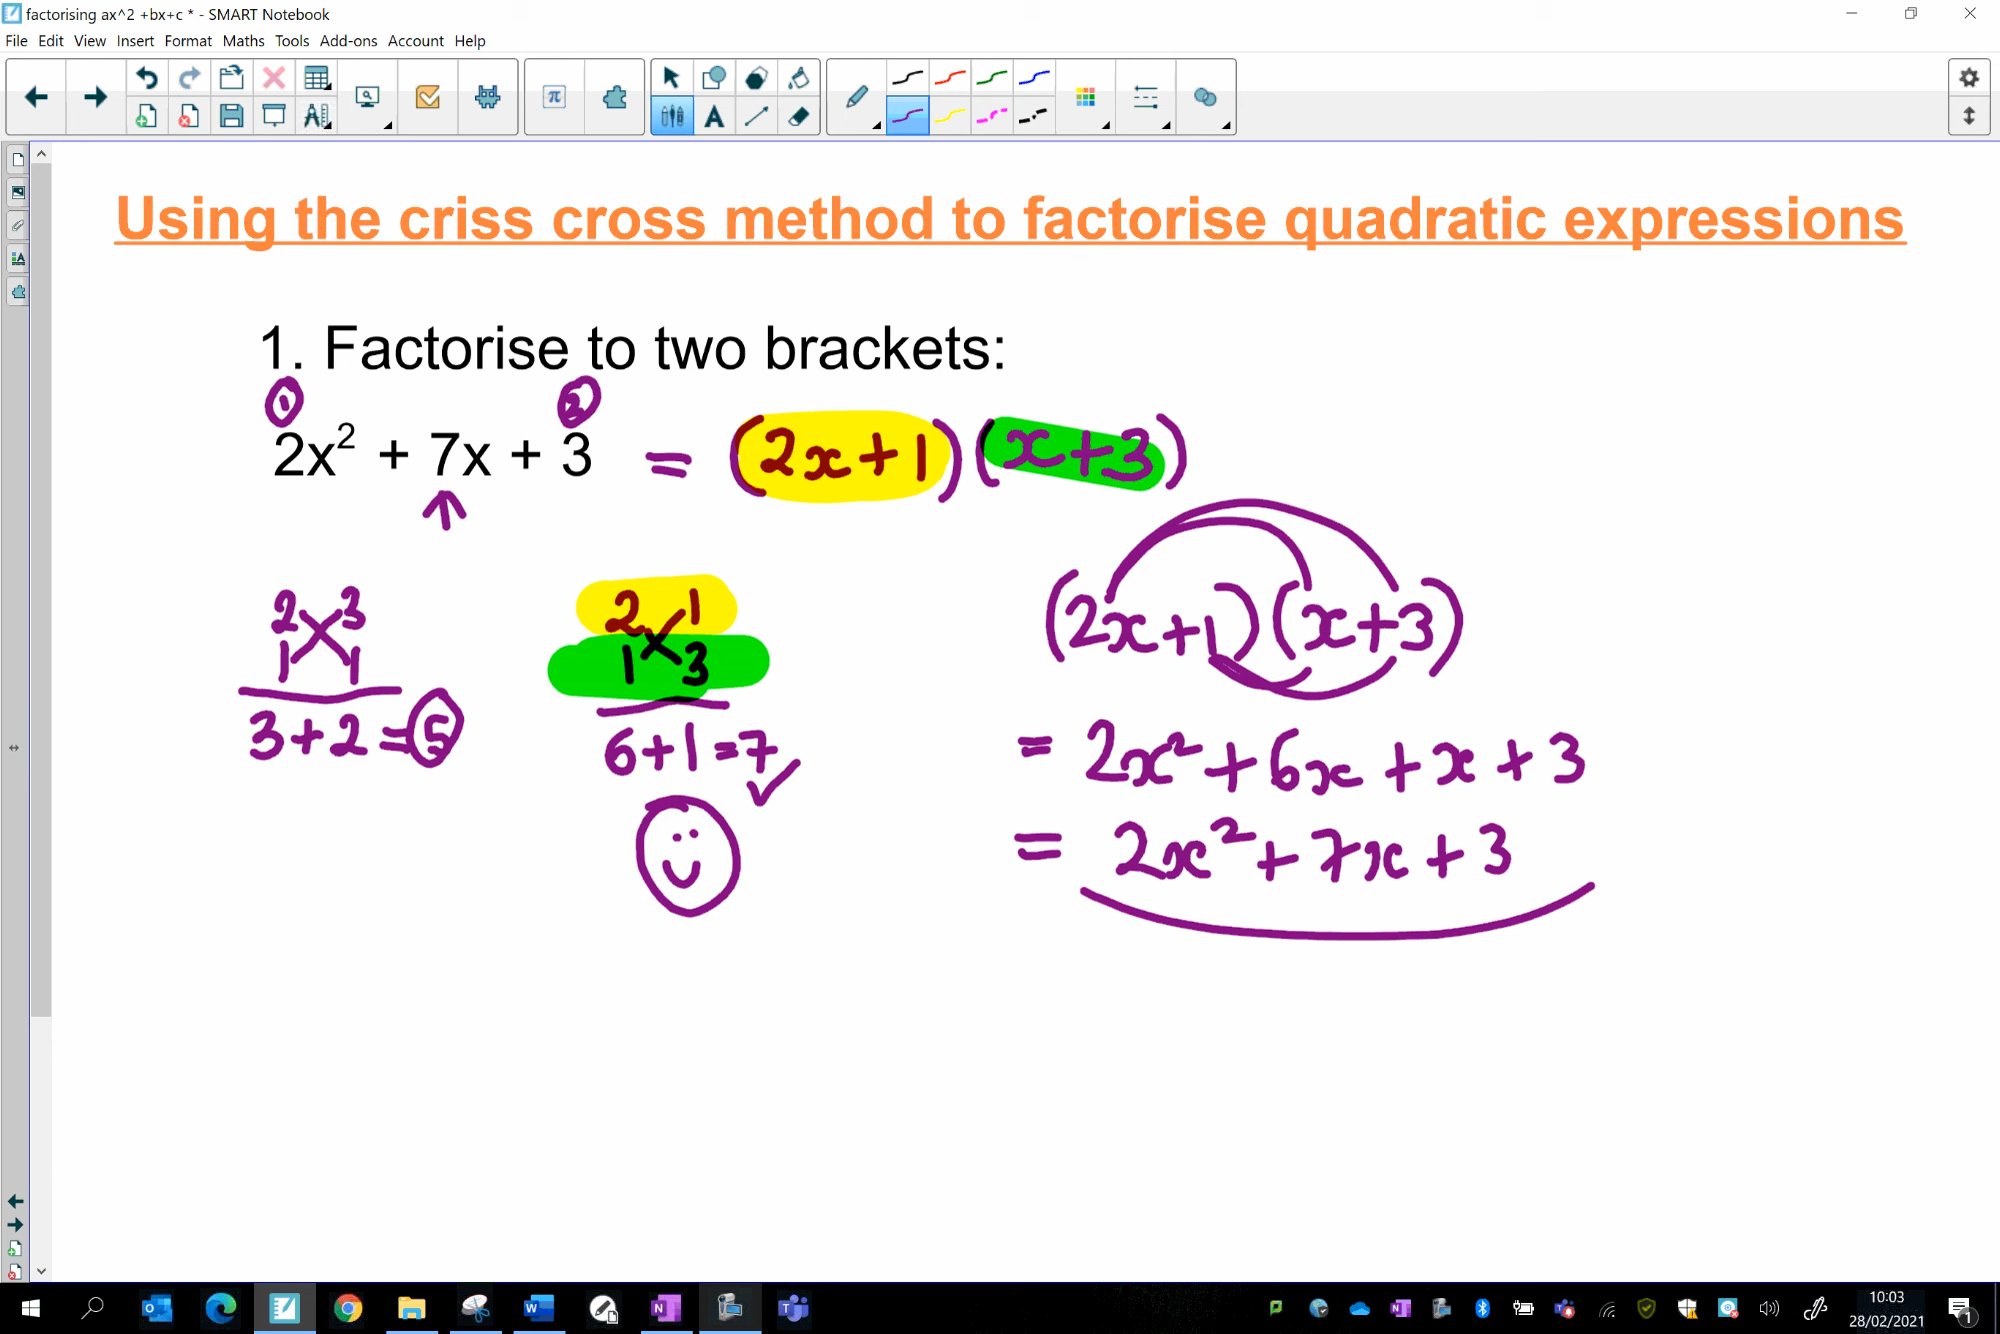 factorising ax^2 +bx+c * - SMART Notebook
File Edit View Insert Format Maths Tools Add-ons Account Help
π
A
Using the criss cross method to factorise quadratic expressions
1. Factorise to two brackets:
① ②
2x² + 7x + 3 = (2x+1)(x+3)
2 3
1 1
3+2=5
2 1
1 3
6+1=7
(2x+1)(x+3)
= 2x²+6x+x+3
= 2x²+7x+3
10:03
28/02/2021
1